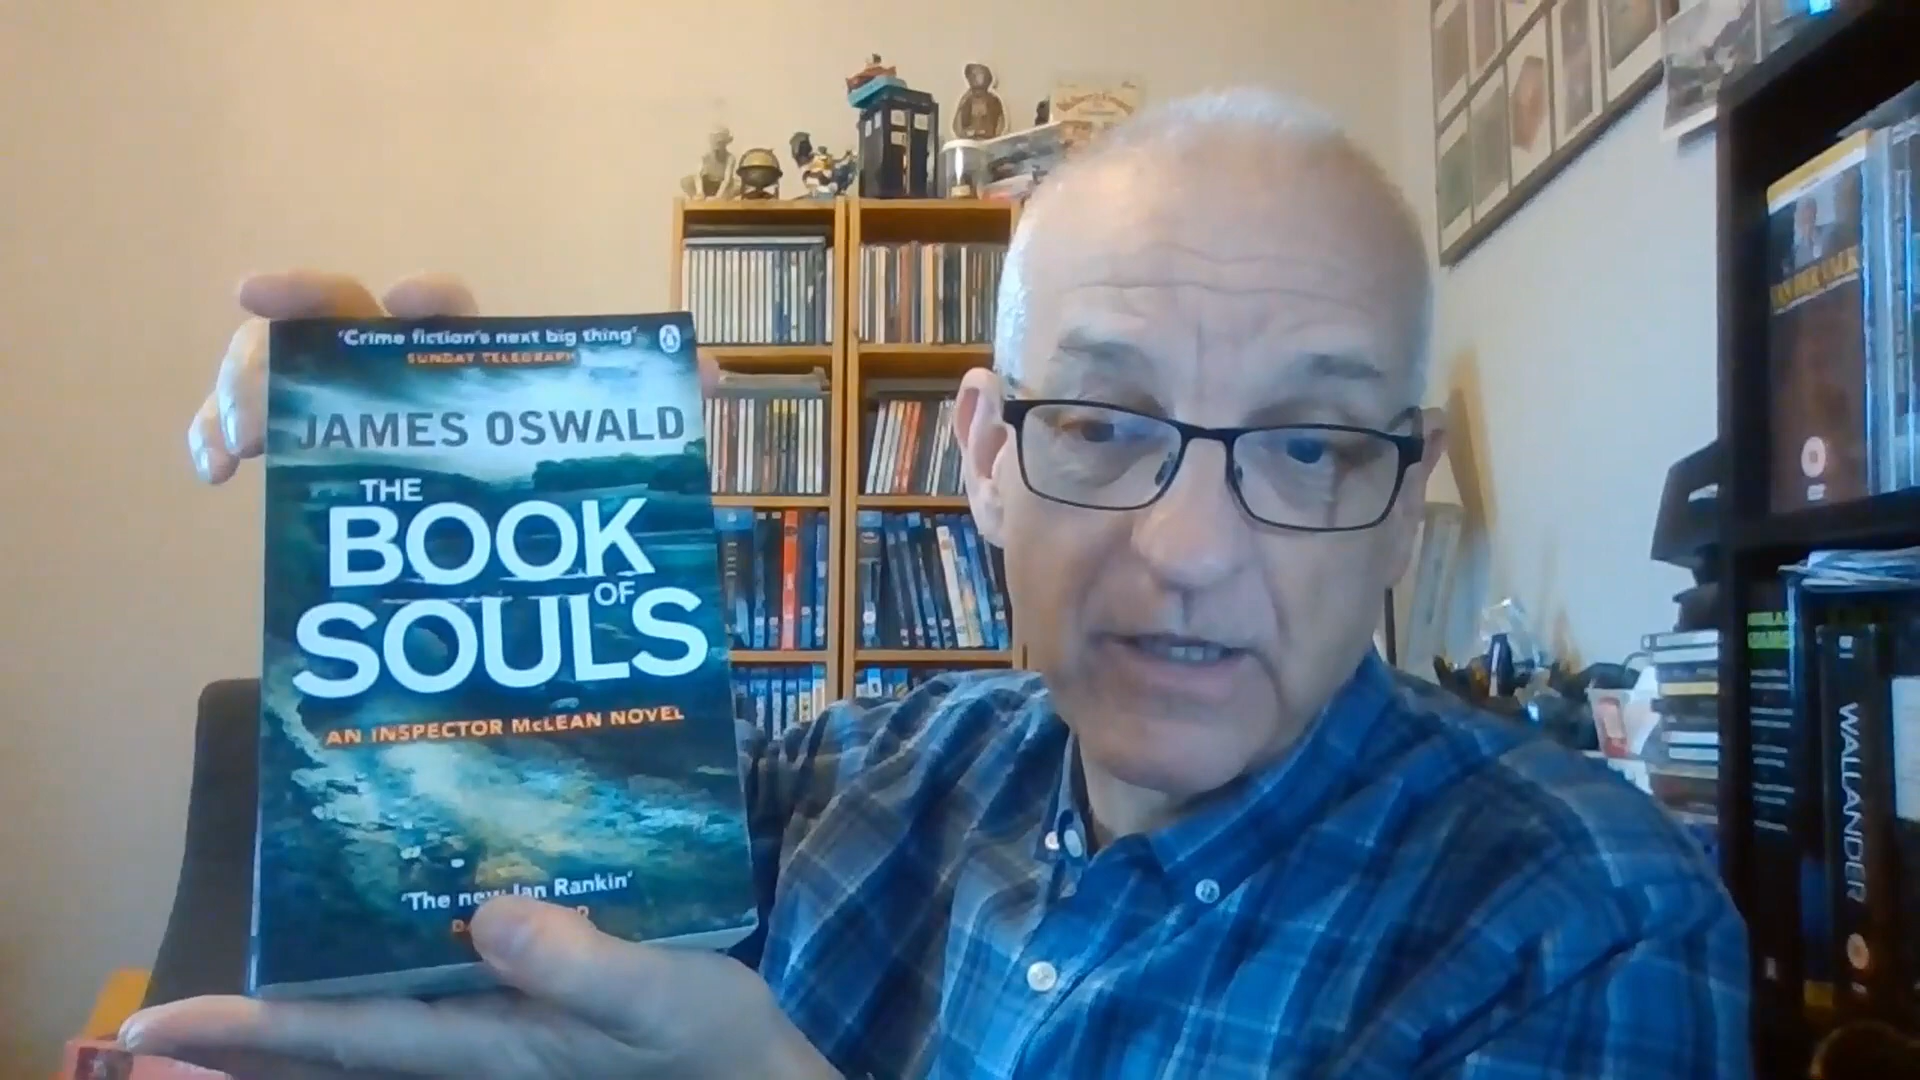 'Crime fiction's next big thing'
SUNDAY TELEGRAPH
JAMES OSWALD
THE
BOOK
OF
SOULS
AN INSPECTOR McLEAN NOVEL
'The new Ian Rankin'
WALLANDER